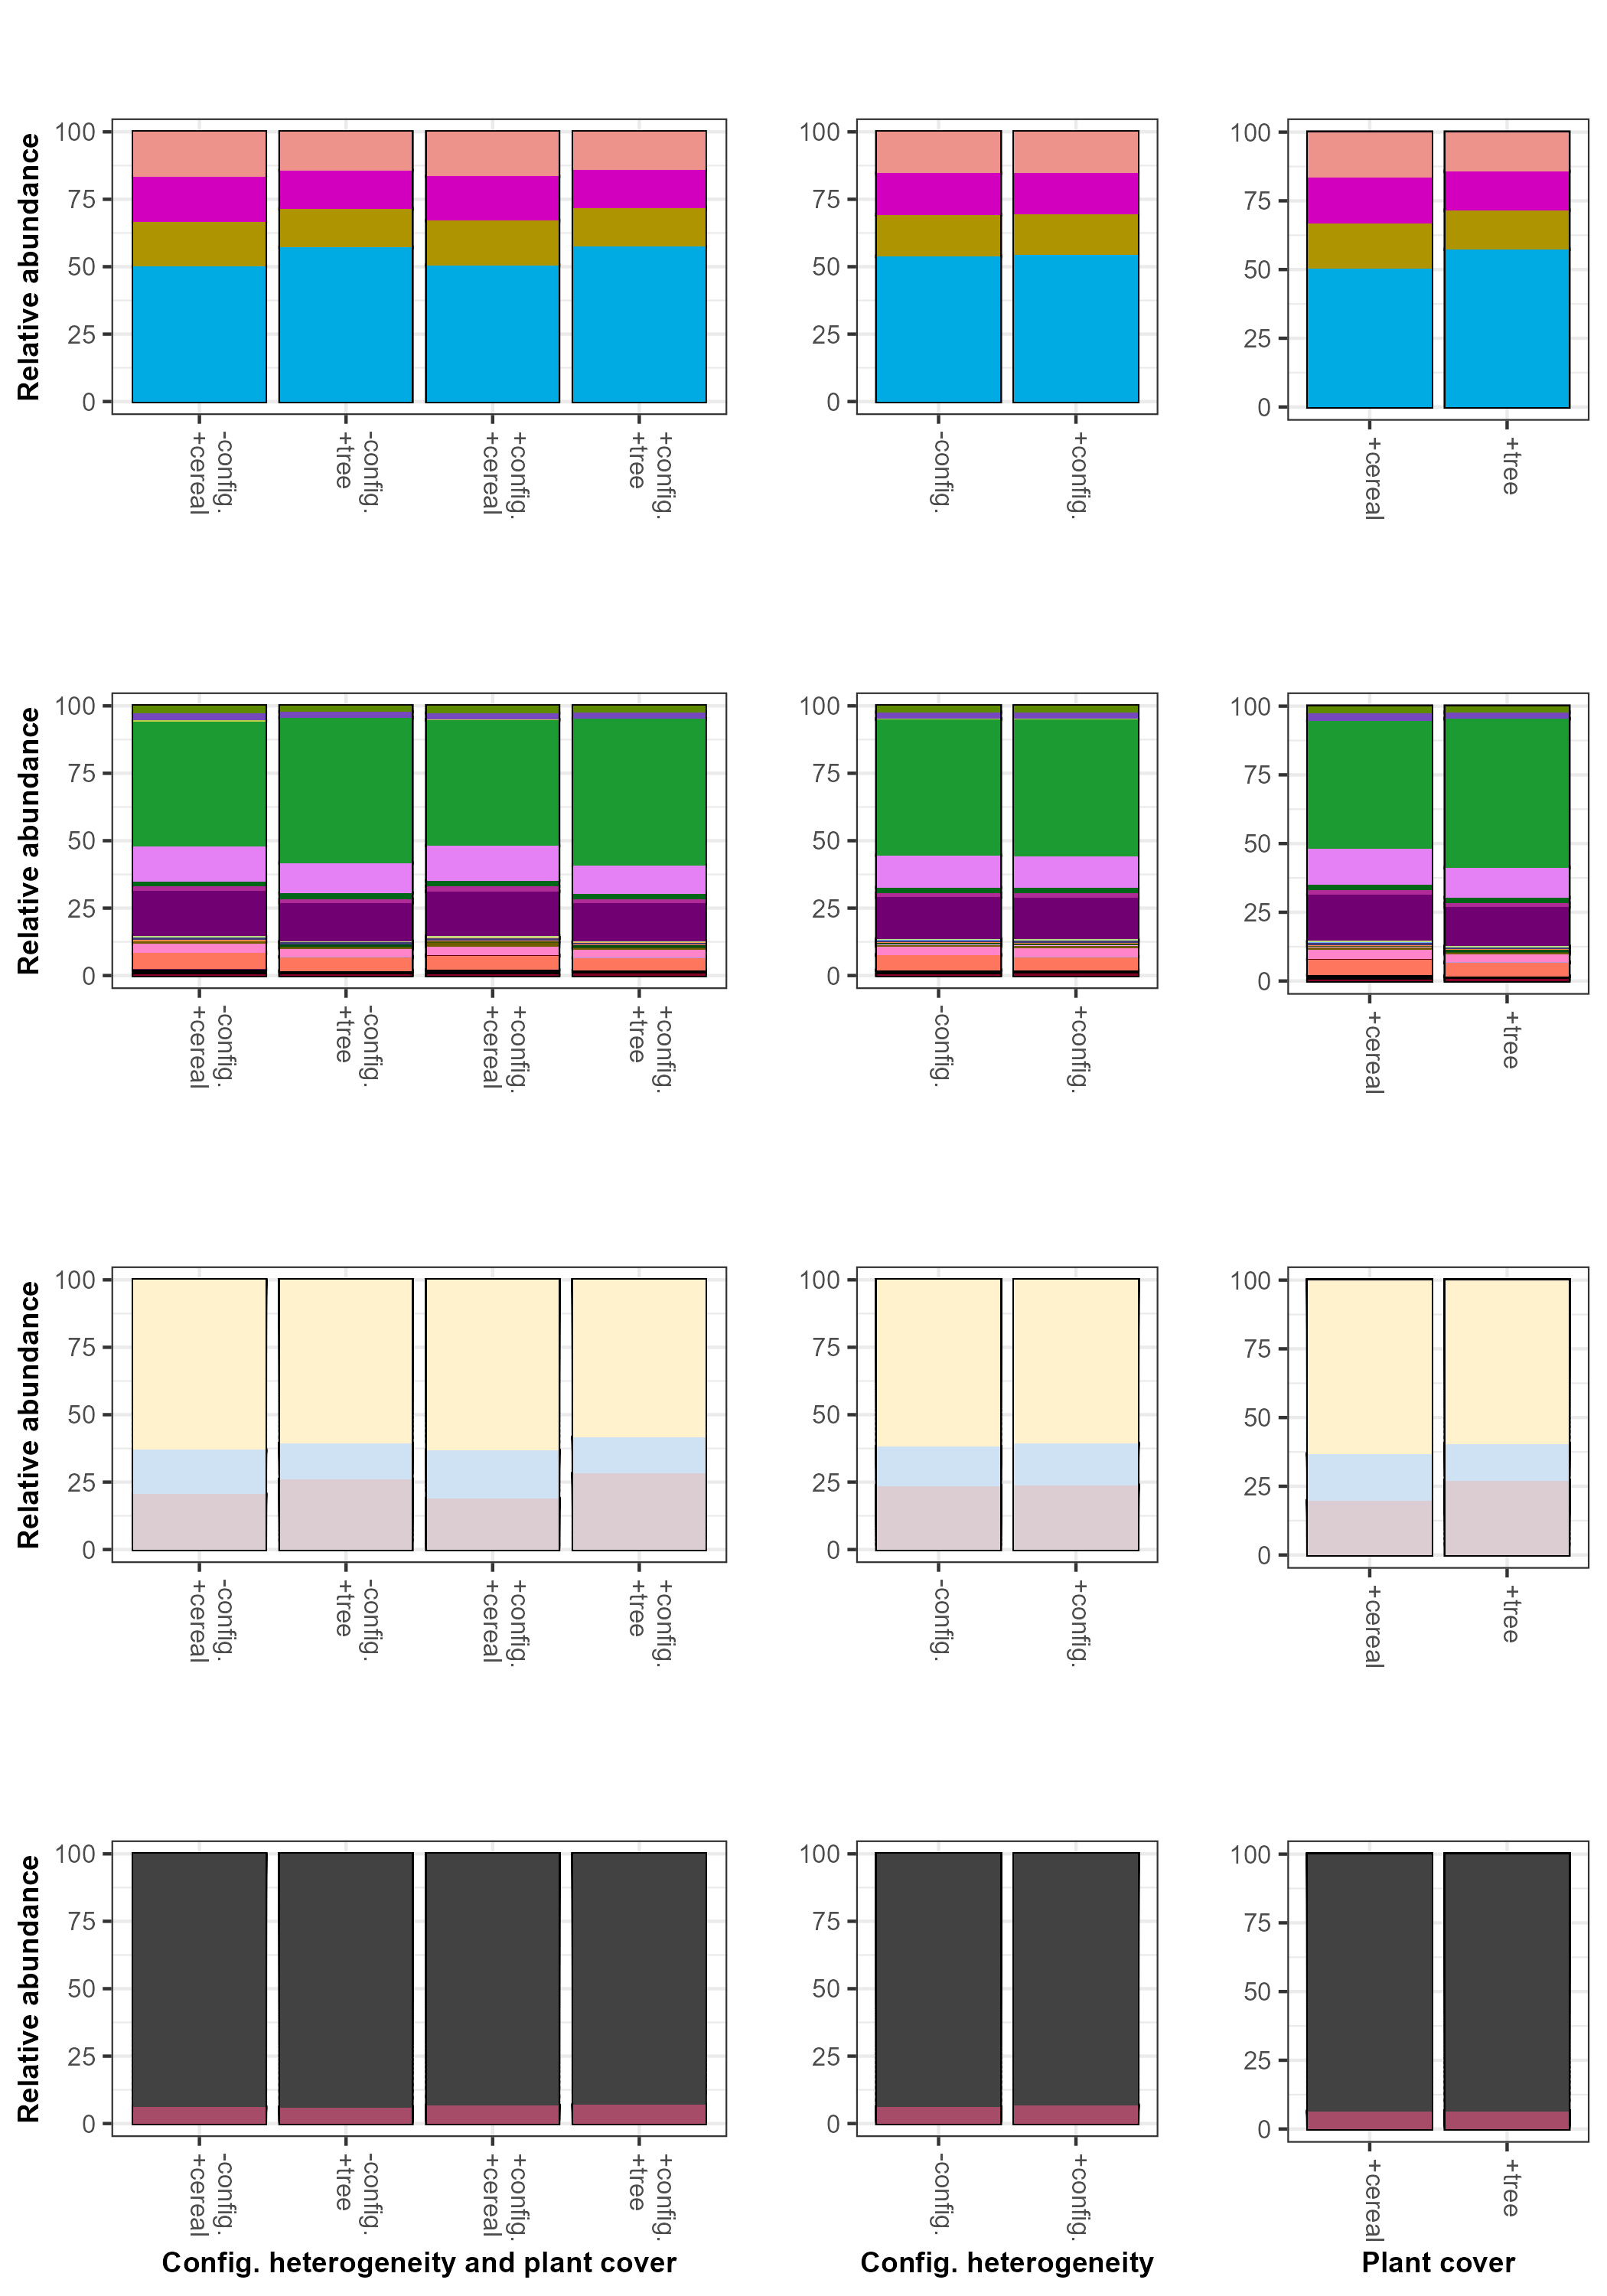 Relative abundance
100
75
50
25
0
-config.
+cereal
-config.
+tree
+config.
+cereal
+config.
+tree
100
75
50
25
0
-config.
+config.
100
75
50
25
0
+cereal
+tree
Relative abundance
100
75
50
25
0
-config.
+cereal
-config.
+tree
+config.
+cereal
+config.
+tree
100
75
50
25
0
-config.
+config.
100
75
50
25
0
+cereal
+tree
Relative abundance
100
75
50
25
0
-config.
+cereal
-config.
+tree
+config.
+cereal
+config.
+tree
100
75
50
25
0
-config.
+config.
100
75
50
25
0
+cereal
+tree
Relative abundance
100
75
50
25
0
-config.
+cereal
-config.
+tree
+config.
+cereal
+config.
+tree
Config. heterogeneity and plant cover
100
75
50
25
0
-config.
+config.
Config. heterogeneity
100
75
50
25
0
+cereal
+tree
Plant cover